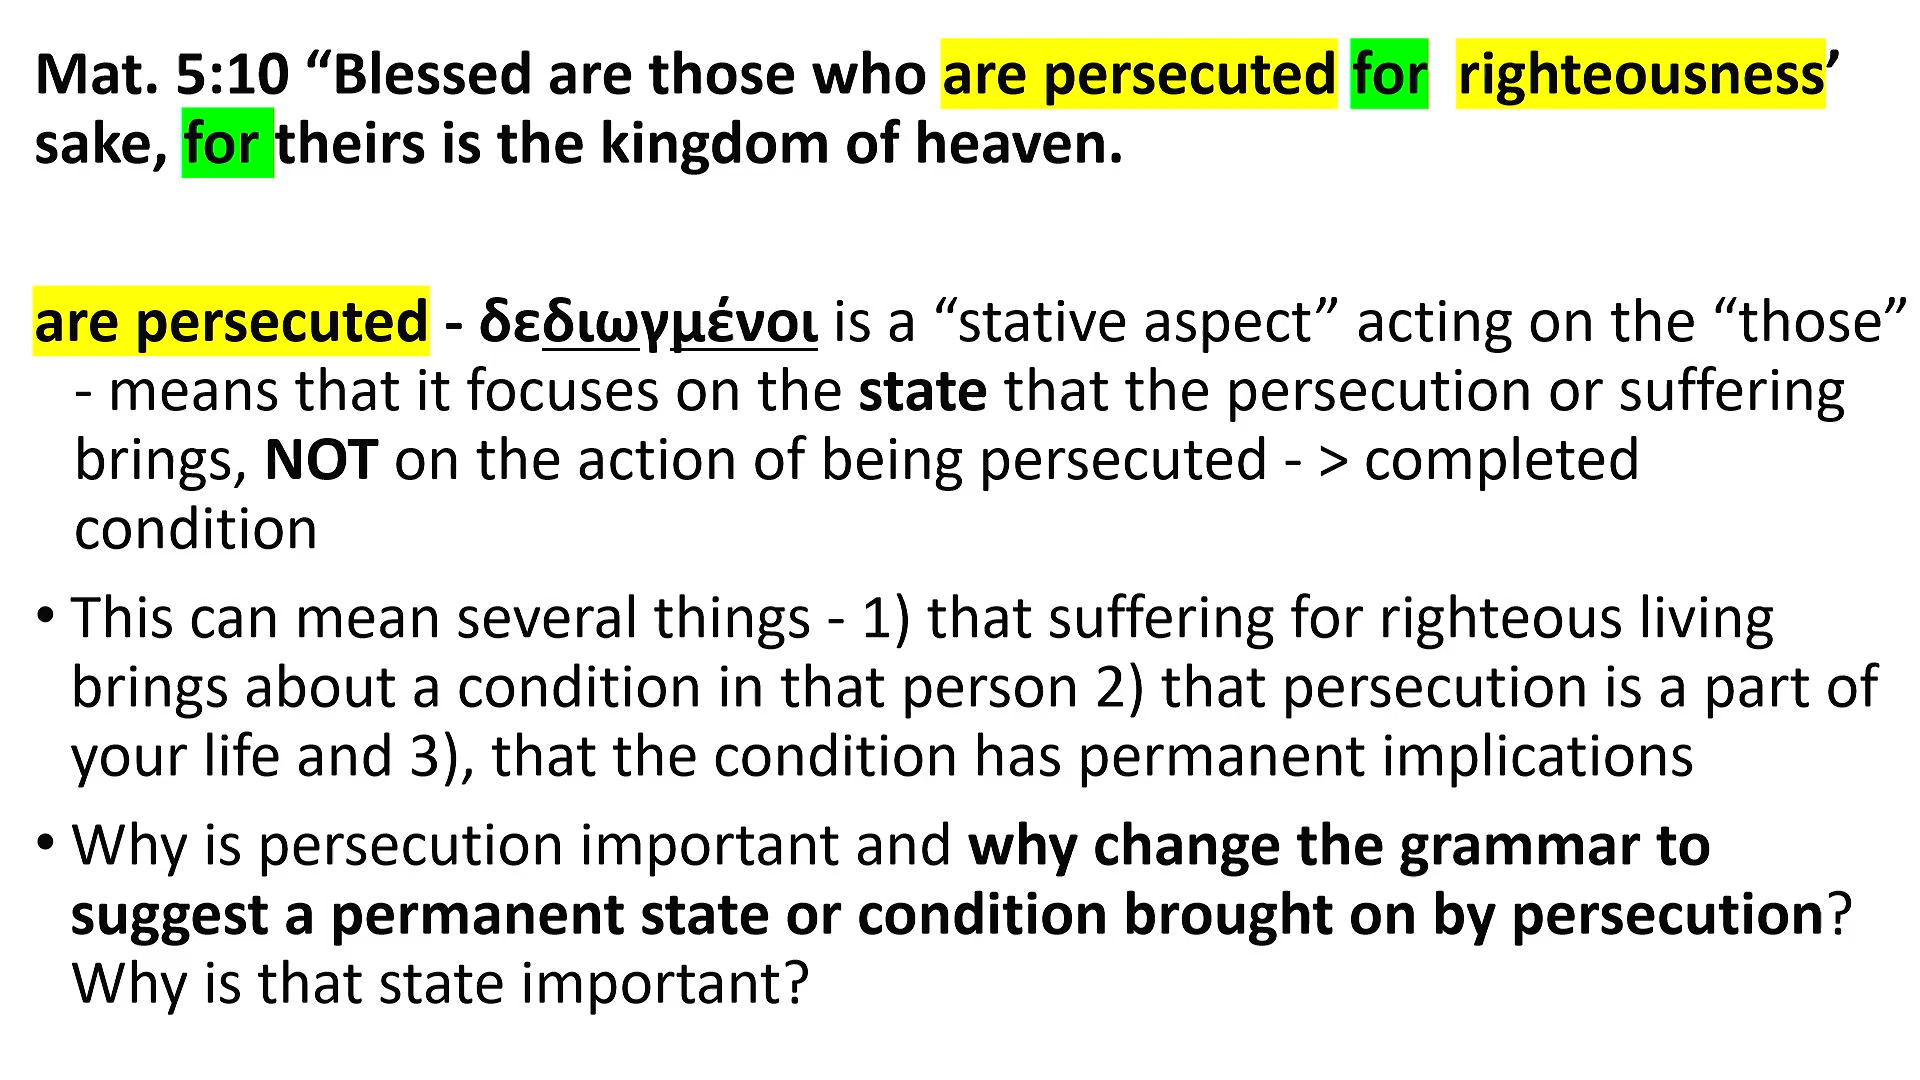 Mat. 5:10 “Blessed are those who are persecuted for  righteousness’
sake, for theirs is the kingdom of heaven.
are persecuted - δεδιωγμένοι is a “stative aspect” acting on the “those”
- means that it focuses on the state that the persecution or suffering
brings, NOT on the action of being persecuted - > completed
condition
• This can mean several things - 1) that suffering for righteous living
brings about a condition in that person 2) that persecution is a part of
your life and 3), that the condition has permanent implications
• Why is persecution important and why change the grammar to
suggest a permanent state or condition brought on by persecution?
Why is that state important?